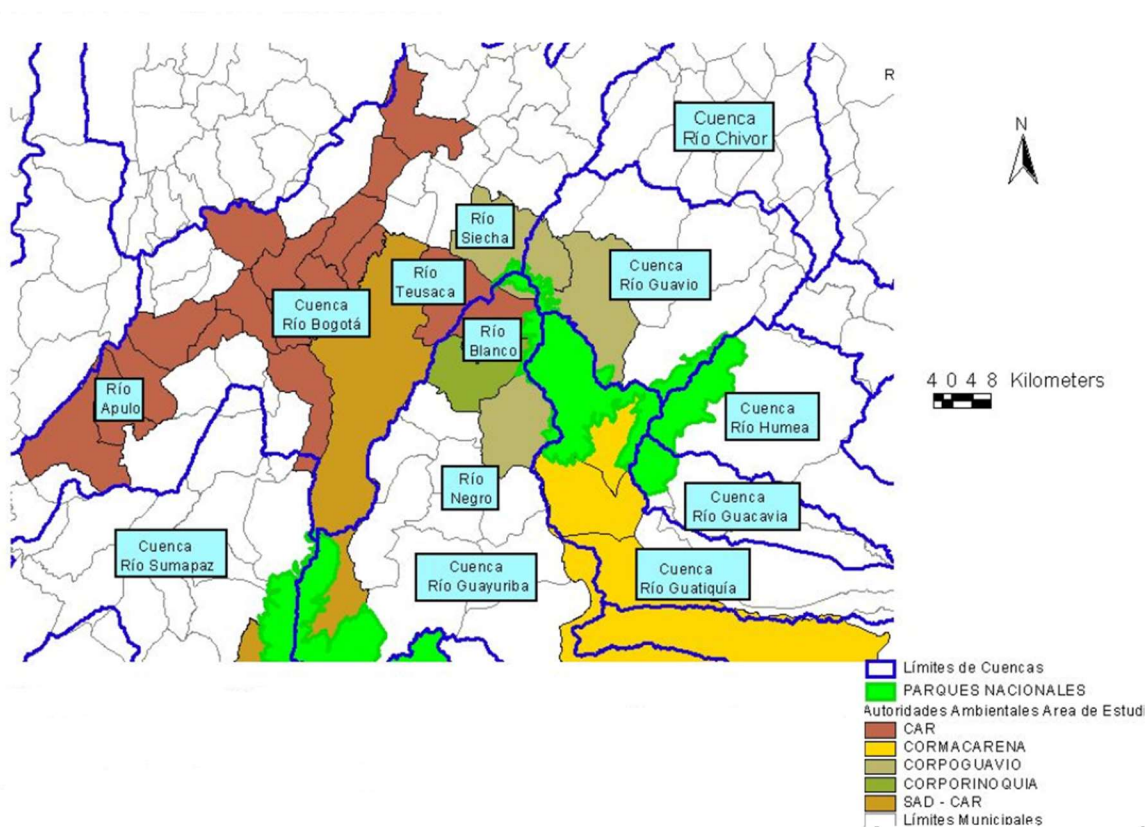 Cuenca
Río Chivor
R
N
Río
Siecha
Cuenca
Río Guavio
Río
Teusaca
Cuenca
Río Bogotá
Río
Blanco
4 0 4 8 Kilometers
Río
Apulo
Cuenca
Río Humea
Río
Negro
Cuenca
Río Guacavia
Cuenca
Río Sumapaz
Cuenca
Río Guayuriba
Cuenca
Río Guatiquía
Límites de Cuencas
PARQUES NACIONALES
Autoridades Ambientales Area de Estudi
CAR
CORMACARENA
CORPOGUAVIO
CORPORINOQUIA
SAD - CAR
Límites Municipales